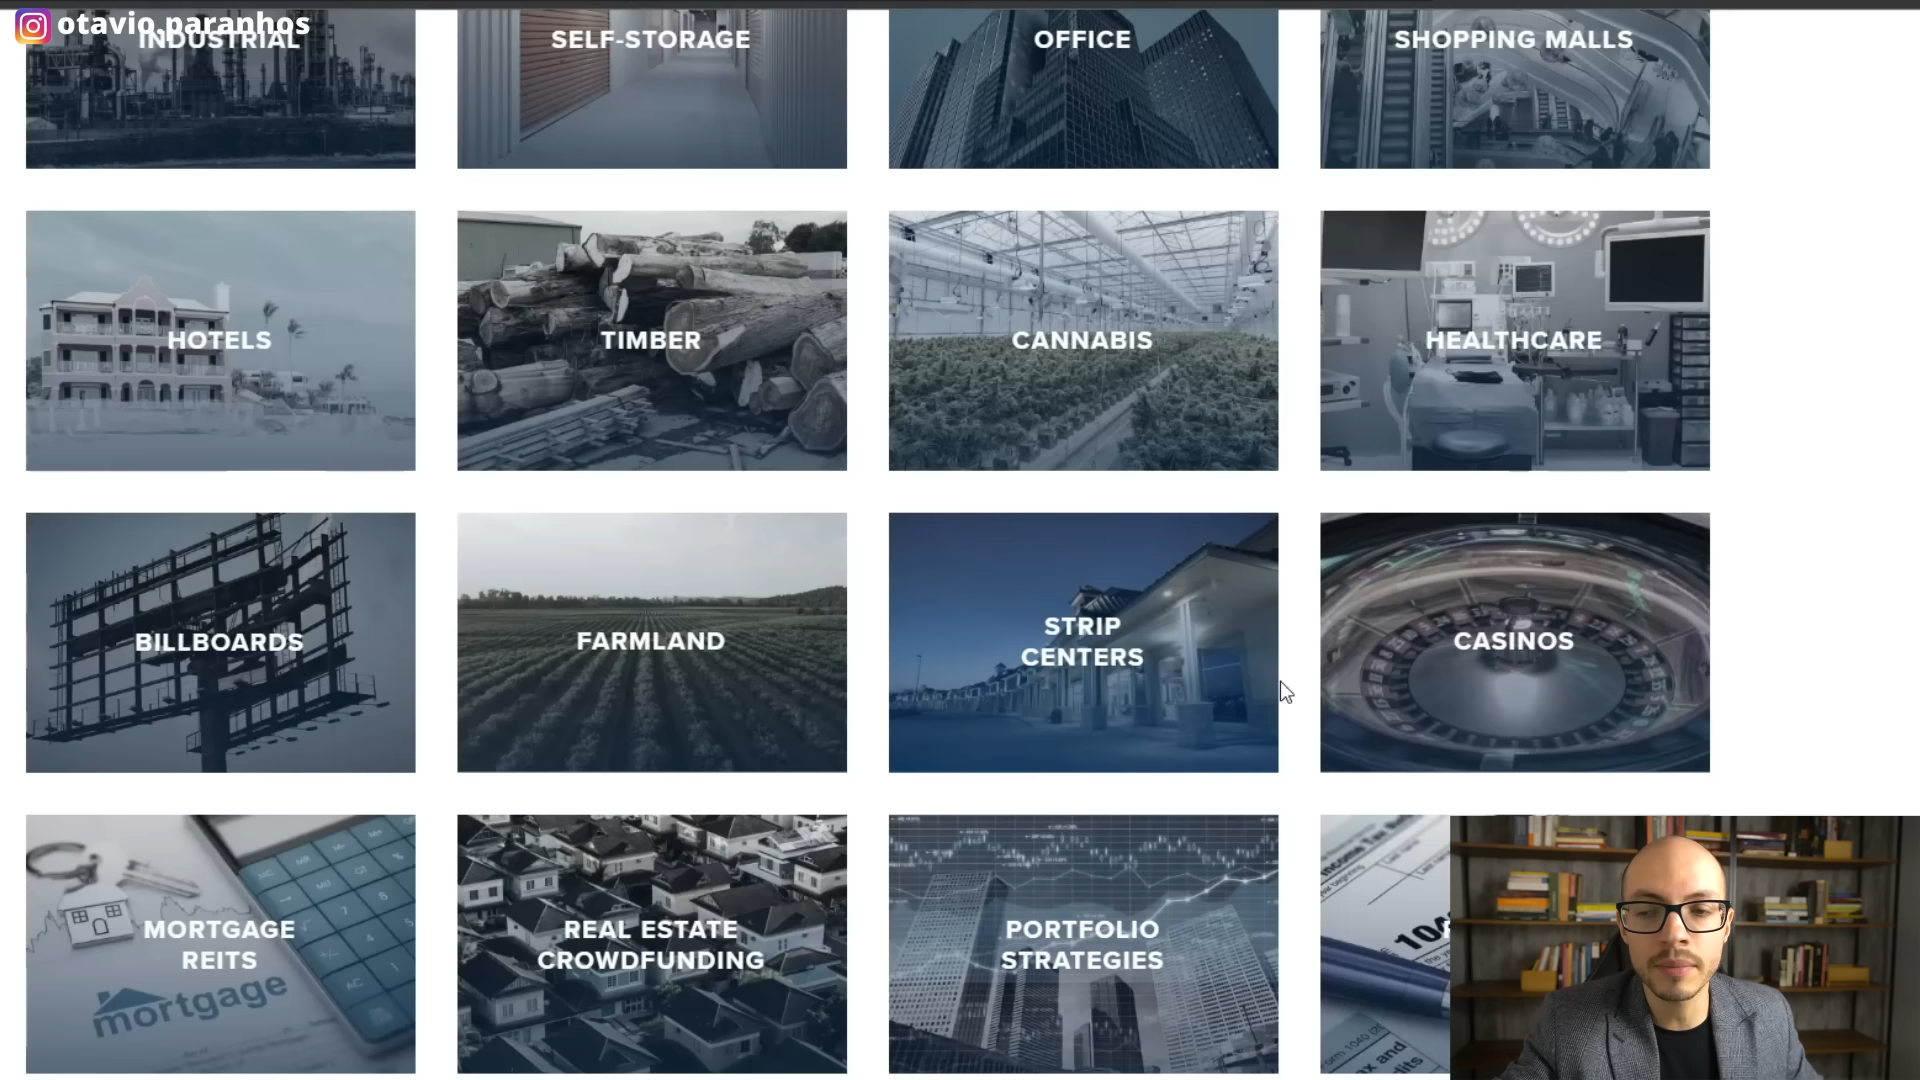 otavio.paranhos
INDUSTRIAL
SELF-STORAGE
OFFICE
SHOPPING MALLS
HOTELS
TIMBER
CANNABIS
HEALTHCARE
BILLBOARDS
FARMLAND
STRIP
CENTERS
CASINOS
MORTGAGE
REITS
mortgage
REAL ESTATE
CROWDFUNDING
PORTFOLIO
STRATEGIES
104